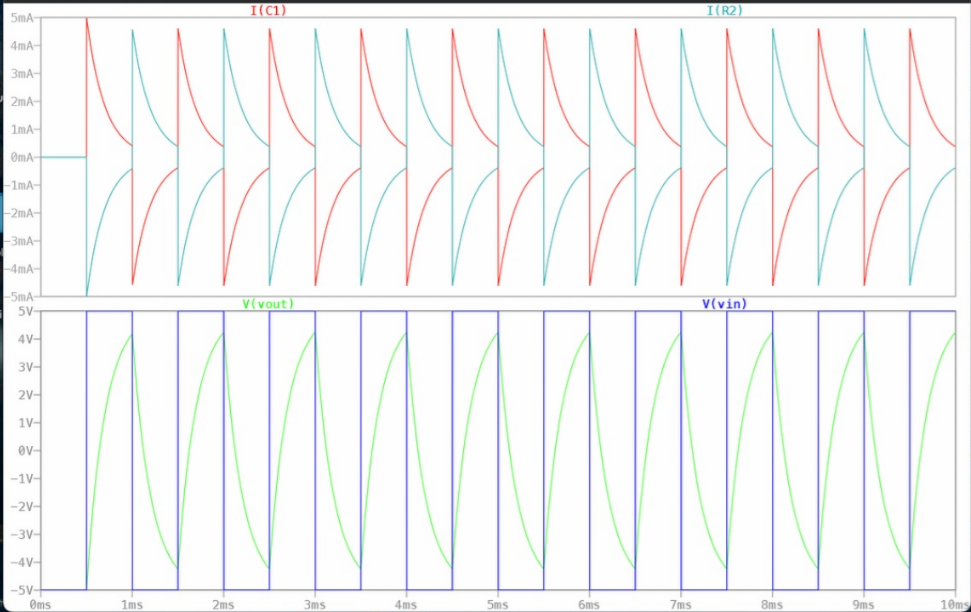 I(C1) I(R2)
5mA
4mA
3mA
2mA
1mA
0mA
-1mA
-2mA
-3mA
-4mA
-5mA
V(vout) V(vin)
5V
4V
3V
2V
1V
0V
-1V
-2V
-3V
-4V
-5V
0ms 1ms 2ms 3ms 4ms 5ms 6ms 7ms 8ms 9ms 10ms